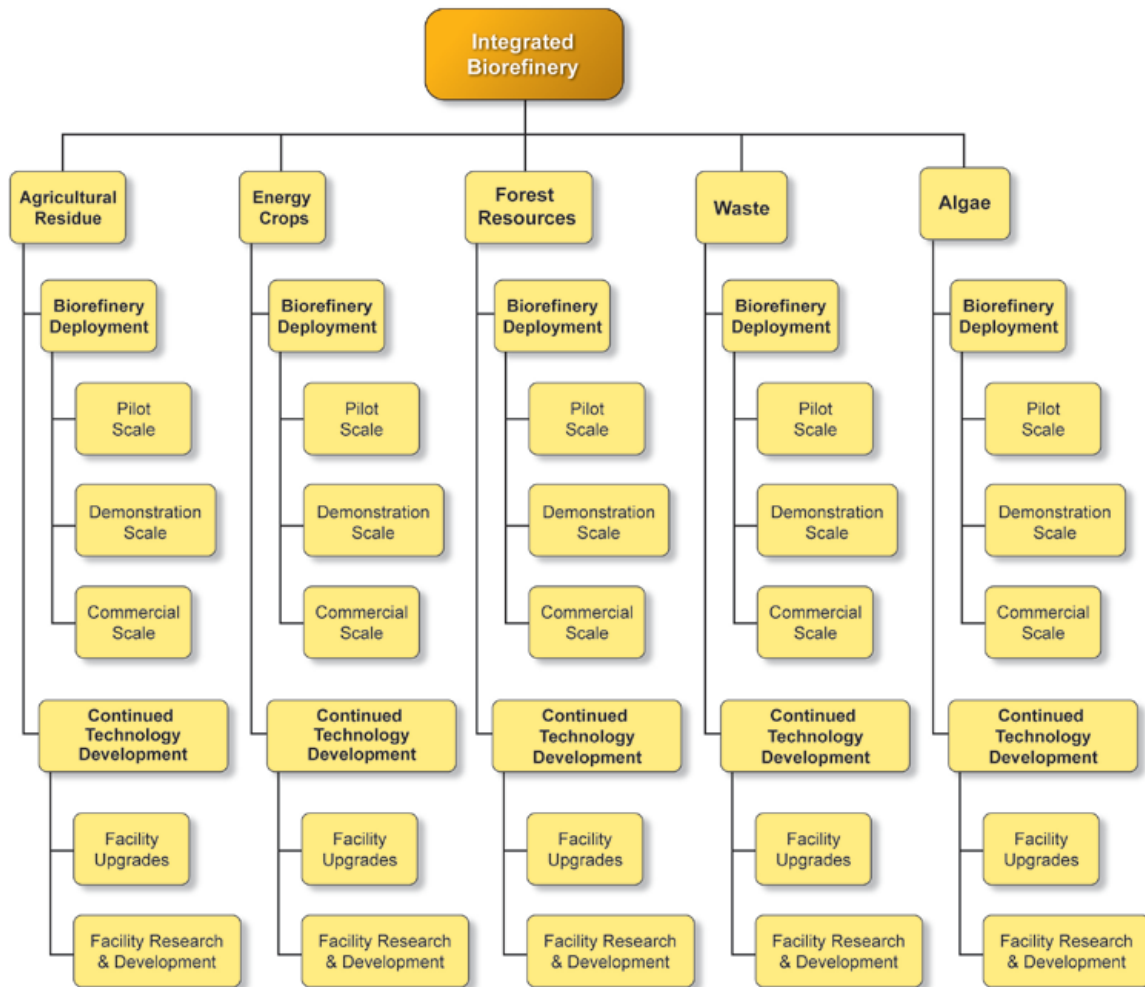 Integrated
Biorefinery
Agricultural
Residue
Energy
Crops
Forest
Resources
Waste
Algae
Biorefinery
Deployment
Biorefinery
Deployment
Biorefinery
Deployment
Biorefinery
Deployment
Biorefinery
Deployment
Pilot
Scale
Pilot
Scale
Pilot
Scale
Pilot
Scale
Pilot
Scale
Demonstration
Scale
Demonstration
Scale
Demonstration
Scale
Demonstration
Scale
Demonstration
Scale
Commercial
Scale
Commercial
Scale
Commercial
Scale
Commercial
Scale
Commercial
Scale
Continued
Technology
Development
Continued
Technology
Development
Continued
Technology
Development
Continued
Technology
Development
Continued
Technology
Development
Facility
Upgrades
Facility
Upgrades
Facility
Upgrades
Facility
Upgrades
Facility
Upgrades
Facility Research
& Development
Facility Research
& Development
Facility Research
& Development
Facility Research
& Development
Facility Research
& Development